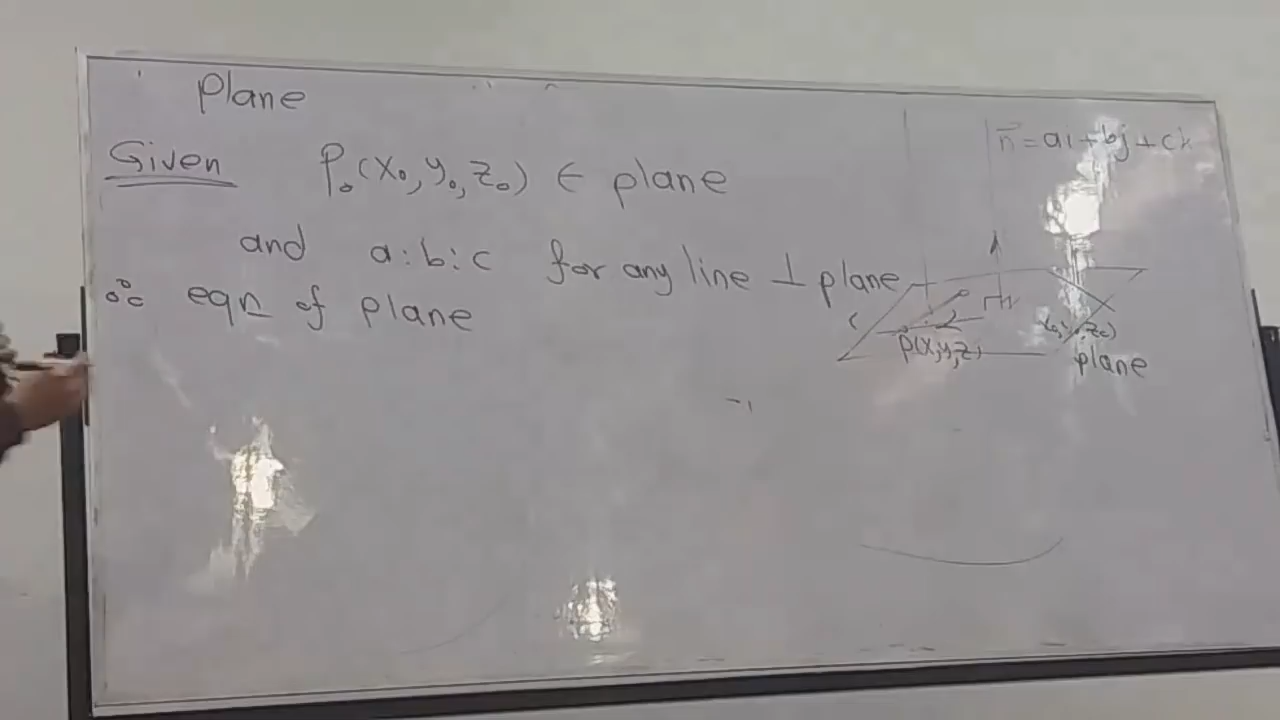 Plane
Given P₀(x₀, y₀, z₀) ∈ plane
and a:b:c for any line ⊥ plane
∴ eqn of plane
n⃗ = ai + bj + ck
P(x,y,z)
plane